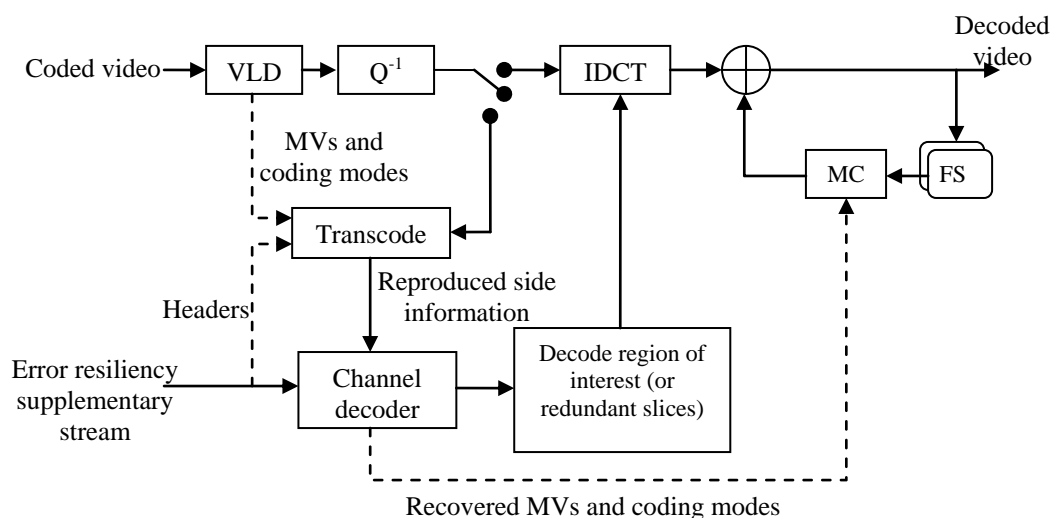 Decoded
video
Coded video
VLD
Q-1
IDCT
MVs and
coding modes
MC
FS
Transcode
Headers
Reproduced side
information
Error resiliency
supplementary
stream
Channel
decoder
Decode region of
interest (or
redundant slices)
Recovered MVs and coding modes